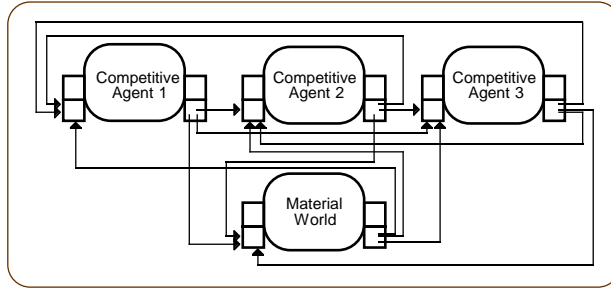 Competitive
Agent 1
Competitive
Agent 2
Competitive
Agent 3
Material
World